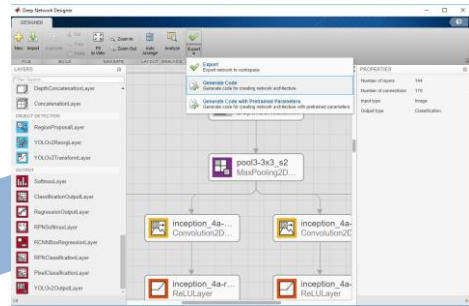 Deep Network Designer
DESIGNER
New Import Duplicate Cut Copy Paste Fit to View Zoom In Zoom Out Auto Arrange Analyze Export
FILE BUILD NAVIGATE LAYOUT ANALYSIS
LAYERS
DepthConcatenationLayer
ConcatenationLayer
OBJECT DETECTION
RegionProposalLayer
YOLOv2ReorgLayer
YOLOv2TransformLayer
OUTPUT
SoftmaxLayer
ClassificationOutputLayer
RegressionOutputLayer
RPNSoftmaxLayer
RCNNBoxRegressionLayer
RPNClassificationLayer
PixelClassificationLayer
YOLOv2OutputLayer
Export
Export network to workspace
Generate Code
Generate code for creating network architecture
Generate Code with Pretrained Parameters
Generate code for creating network architecture with pretrained parameters
pool3-3x3_s2
MaxPooling2D...
inception_4a-...
Convolution2D...
inception_4a-
Convolution2D
inception_4a-r...
ReLULayer
inception_4a-
ReLULayer
PROPERTIES
Number of layers 144
Number of connections 170
Input type Image
Output type Classification